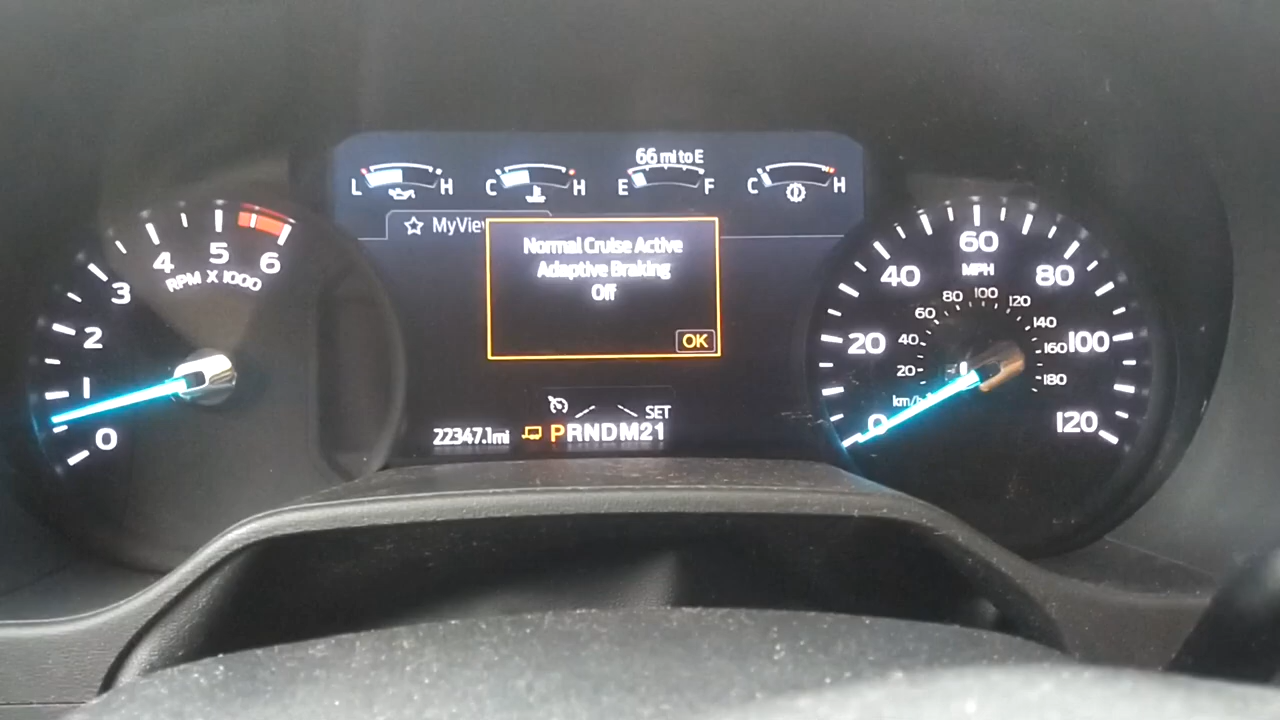 66 mi to E
L H C H E F C H
MyView
Normal Cruise Active
Adaptive Braking
Off
OK
SET
22347.1mi PRNDM21
0 1 2 3 4 5 6
RPM X 1000
0 20 40 60 80 100 120
MPH
20 40 60 80 100 120 140 160 180
km/h